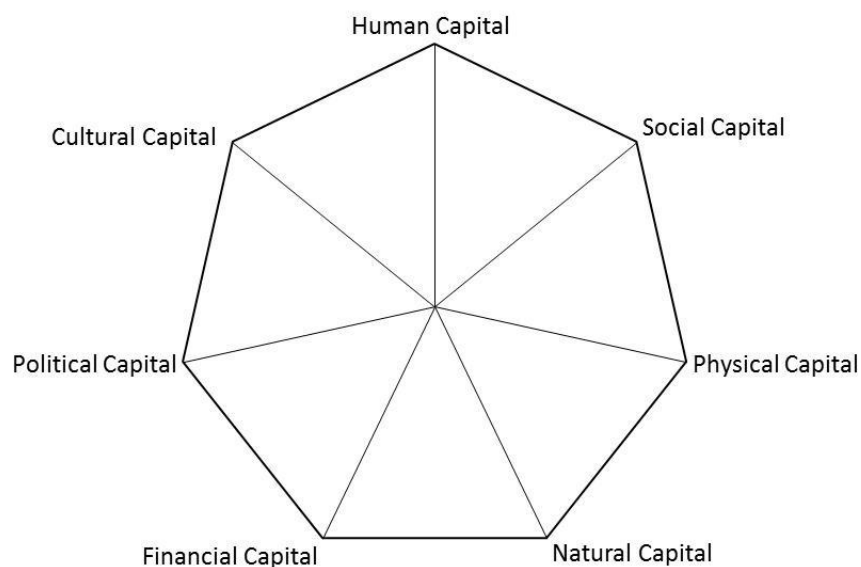 Human Capital
Cultural Capital
Social Capital
Political Capital
Physical Capital
Financial Capital
Natural Capital